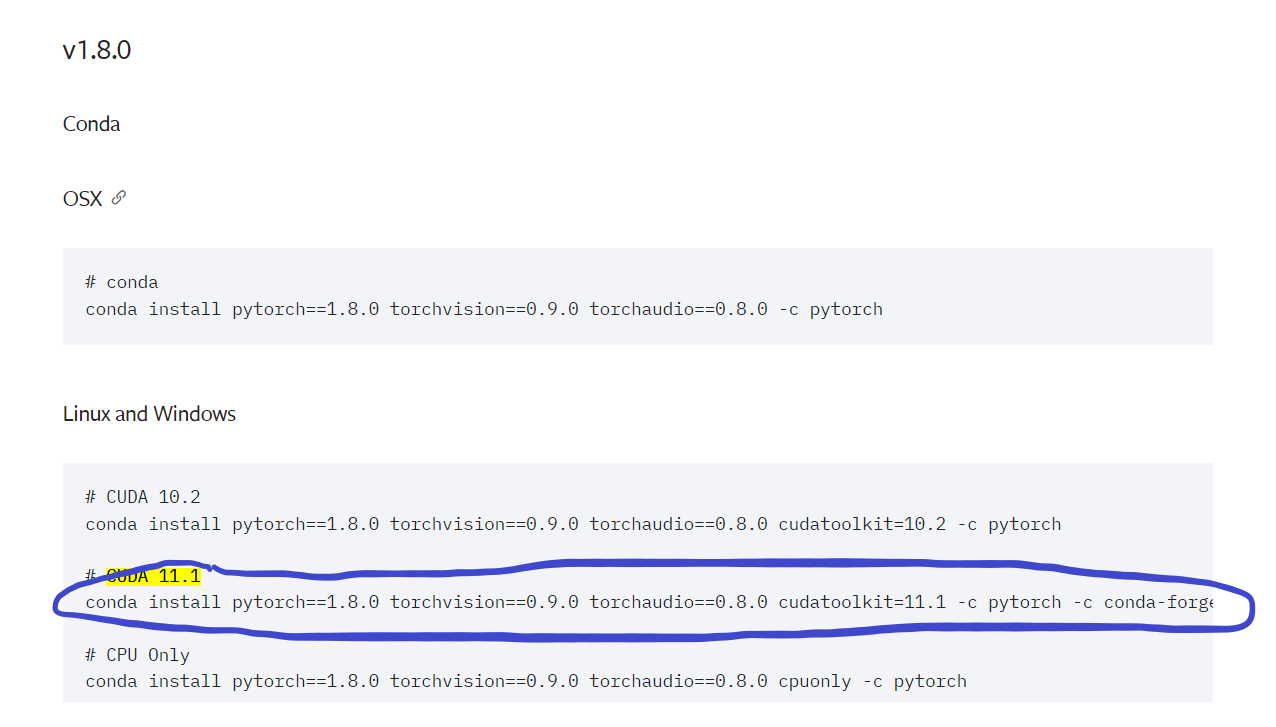 v1.8.0
Conda
OSX
# conda
conda install pytorch==1.8.0 torchvision==0.9.0 torchaudio==0.8.0 -c pytorch
Linux and Windows
# CUDA 10.2
conda install pytorch==1.8.0 torchvision==0.9.0 torchaudio==0.8.0 cudatoolkit=10.2 -c pytorch
# CUDA 11.1
conda install pytorch==1.8.0 torchvision==0.9.0 torchaudio==0.8.0 cudatoolkit=11.1 -c pytorch -c conda-forge
# CPU Only
conda install pytorch==1.8.0 torchvision==0.9.0 torchaudio==0.8.0 cpuonly -c pytorch